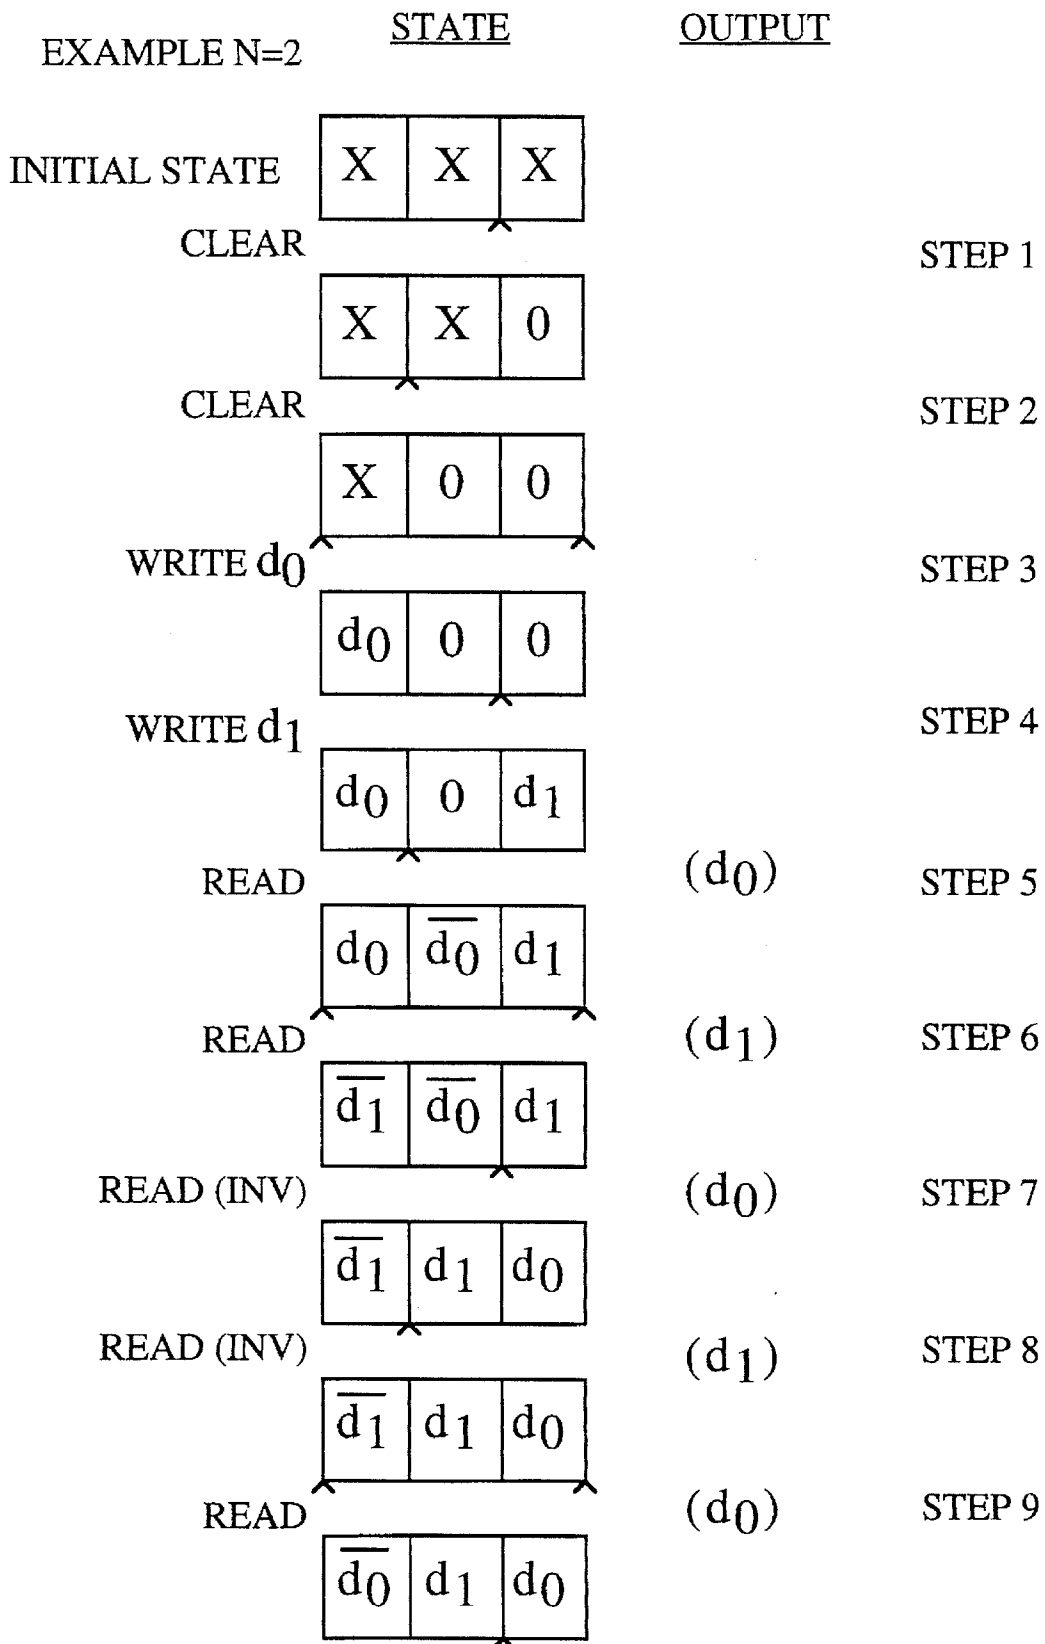 STATE OUTPUT
EXAMPLE N=2
INITIAL STATE X X X
CLEAR STEP 1
X X 0
CLEAR STEP 2
X 0 0
WRITE d0 STEP 3
d0 0 0
WRITE d1 STEP 4
d0 0 d1
READ (d0) STEP 5
d0 d̅0 d1
READ (d1) STEP 6
d̅1 d̅0 d1
READ (INV) (d0) STEP 7
d̅1 d1 d0
READ (INV) (d1) STEP 8
d̅1 d1 d0
READ (d0) STEP 9
d̅0 d1 d0